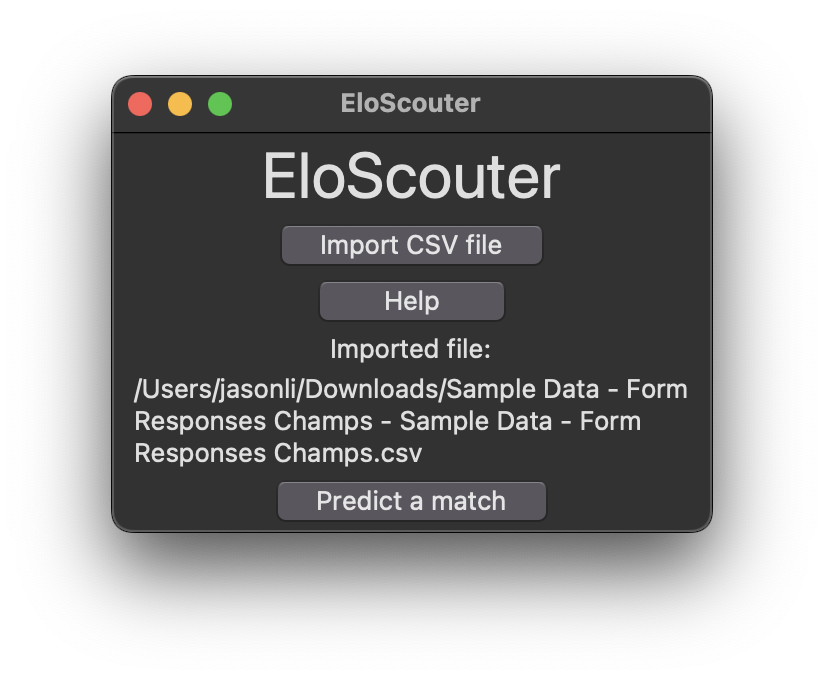 EloScouter
EloScouter
Import CSV file
Help
Imported file:
/Users/jasonli/Downloads/Sample Data - Form
Responses Champs - Sample Data - Form
Responses Champs.csv
Predict a match